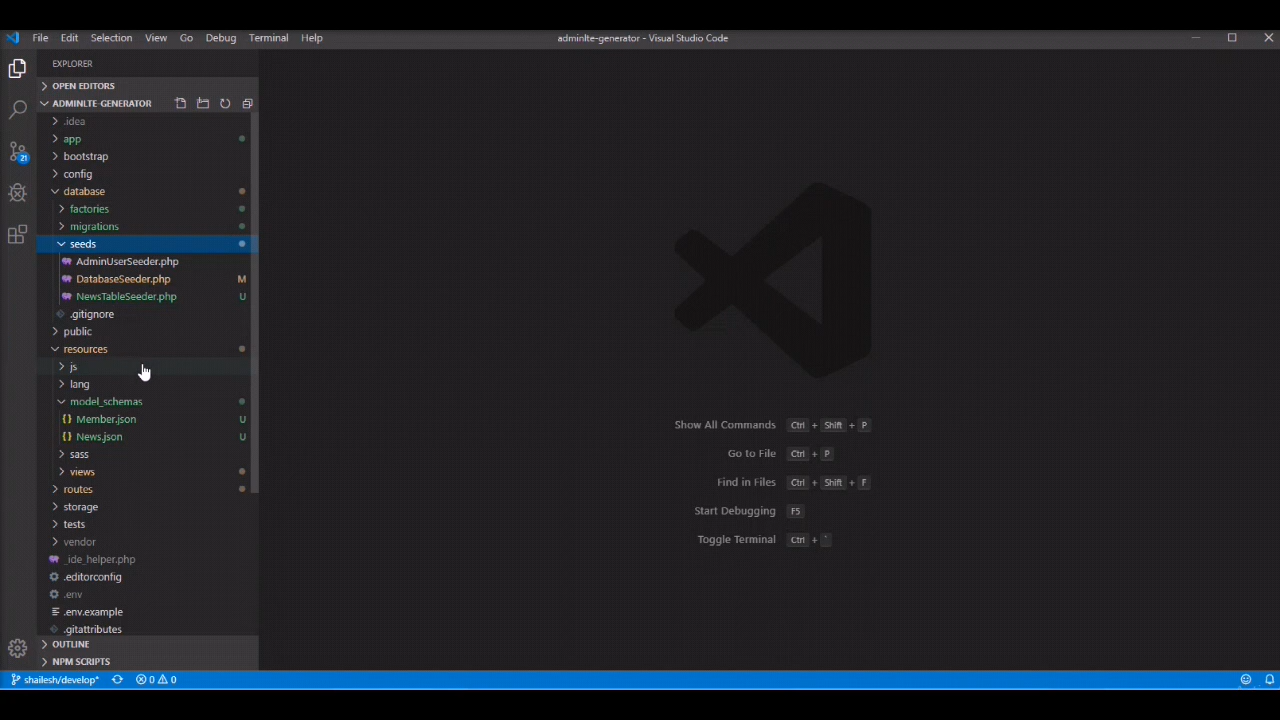 File Edit Selection View Go Debug Terminal Help
adminlte-generator - Visual Studio Code
EXPLORER
OPEN EDITORS
ADMINLTE-GENERATOR
.idea
app
bootstrap
config
database
factories
migrations
seeds
AdminUserSeeder.php
DatabaseSeeder.php M
NewsTableSeeder.php U
.gitignore
public
resources
js
lang
model_schemas
Member.json U
News.json U
sass
views
routes
storage
tests
vendor
_ide_helper.php
.editorconfig
.env
.env.example
.gitattributes
OUTLINE
NPM SCRIPTS
21
Show All Commands Ctrl + Shift + P
Go to File Ctrl + P
Find in Files Ctrl + Shift + F
Start Debugging F5
Toggle Terminal Ctrl + `
shailesh/develop* 0 0